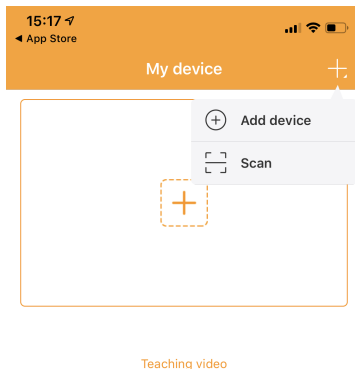 15:17
◀ App Store
My device
Add device
Scan
Teaching video